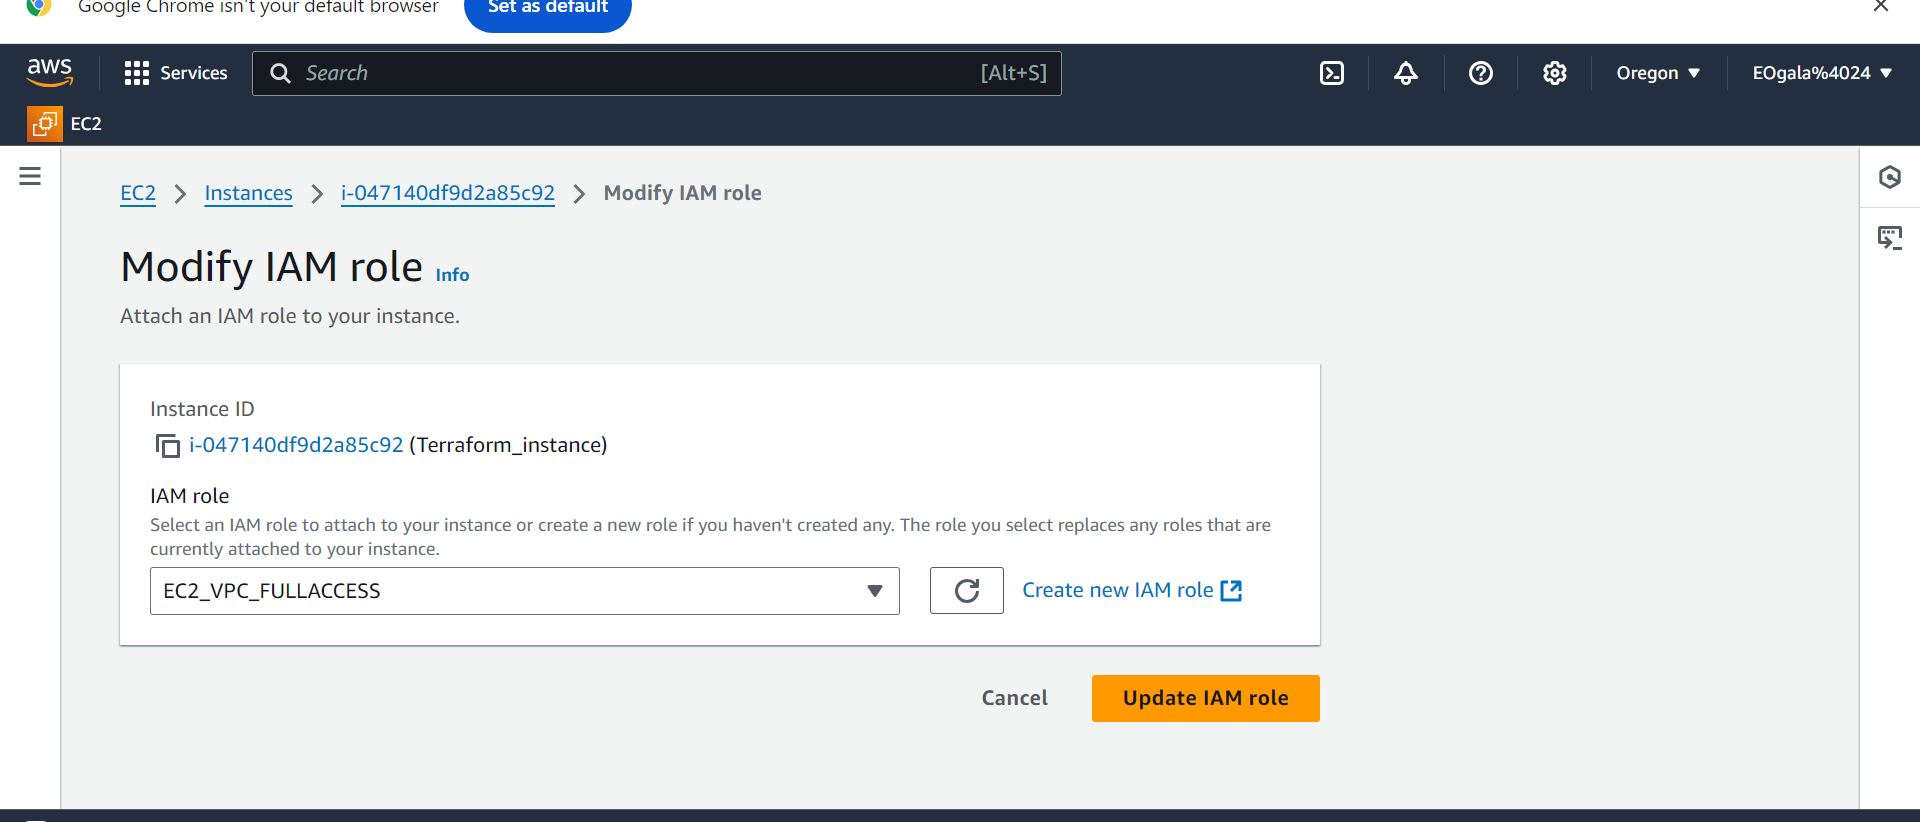 Google Chrome isn't your default browser
Set as default
aws
Services
Search
[Alt+S]
Oregon
EOgala%4024
EC2
EC2
Instances
i-047140df9d2a85c92
Modify IAM role
Modify IAM role
Info
Attach an IAM role to your instance.
Instance ID
i-047140df9d2a85c92 (Terraform_instance)
IAM role
Select an IAM role to attach to your instance or create a new role if you haven't created any. The role you select replaces any roles that are
currently attached to your instance.
EC2_VPC_FULLACCESS
Create new IAM role
Cancel
Update IAM role